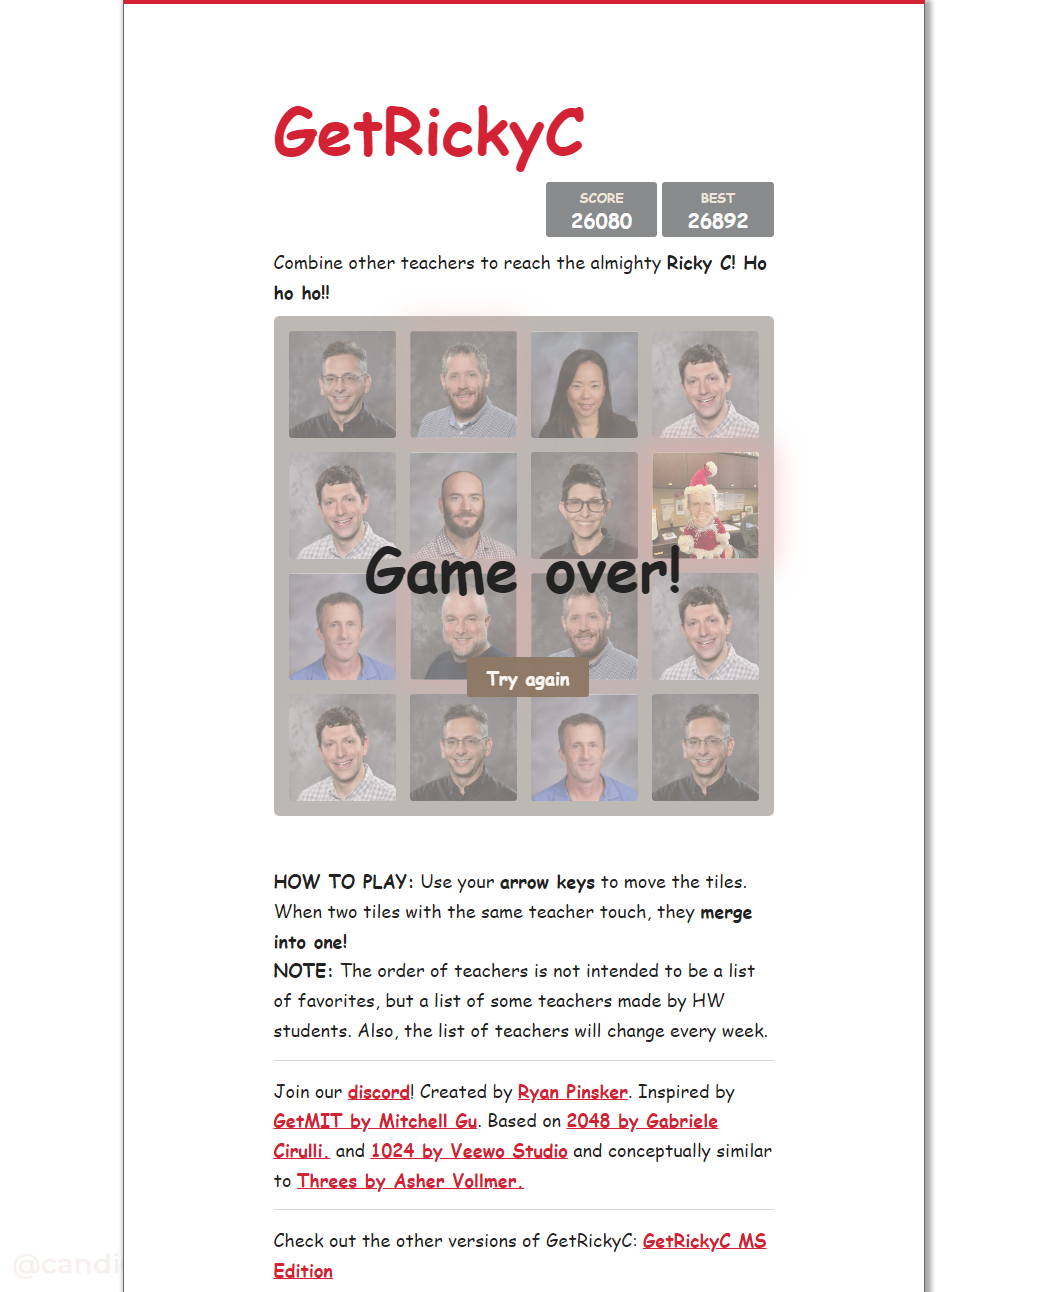 GetRickyC
SCORE
26080
BEST
26892
Combine other teachers to reach the almighty Ricky C! Ho
ho ho!!
Game over!
Try again
HOW TO PLAY: Use your arrow keys to move the tiles.
When two tiles with the same teacher touch, they merge
into one!
NOTE: The order of teachers is not intended to be a list
of favorites, but a list of some teachers made by HW
students. Also, the list of teachers will change every week.
Join our discord! Created by Ryan Pinsker. Inspired by
GetMIT by Mitchell Gu. Based on 2048 by Gabriele
Cirulli. and 1024 by Veewo Studio and conceptually similar
to Threes by Asher Vollmer.
Check out the other versions of GetRickyC: GetRickyC MS
Edition